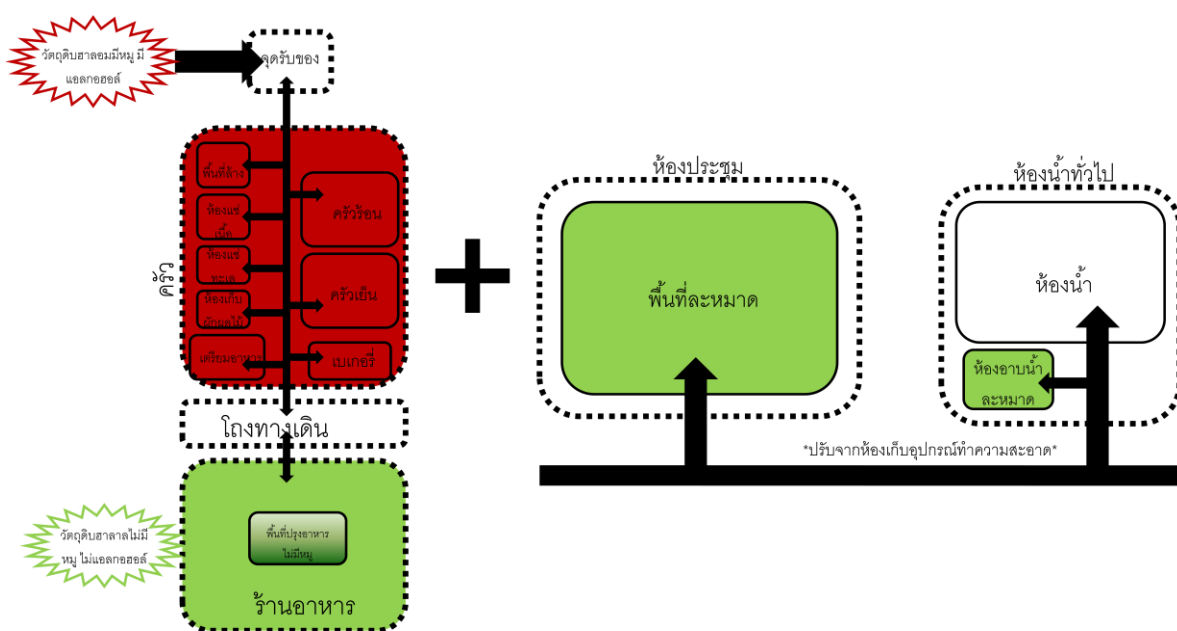 วัตถุดิบฮาลอมมีหมู มี
แอลกอฮอล์
จุดรับของ
ครัว
พื้นที่ล้าง
ห้องแช่
เนื้อ
ห้องแช่
ทะเล
ห้องเก็บ
ผักผลไม้
เตรียมอาหาร
ครัวร้อน
ครัวเย็น
เบเกอรี่
โถงทางเดิน
วัตถุดิบฮาลาลไม่มี
หมู ไม่แอลกอฮอล์
พื้นที่ปรุงอาหาร
ไม่มีหมู
ร้านอาหาร
ห้องประชุม
พื้นที่ละหมาด
ห้องน้ำทั่วไป
ห้องน้ำ
ห้องอาบน้ำ
ละหมาด
*ปรับจากห้องเก็บอุปกรณ์ทำความสะอาด*